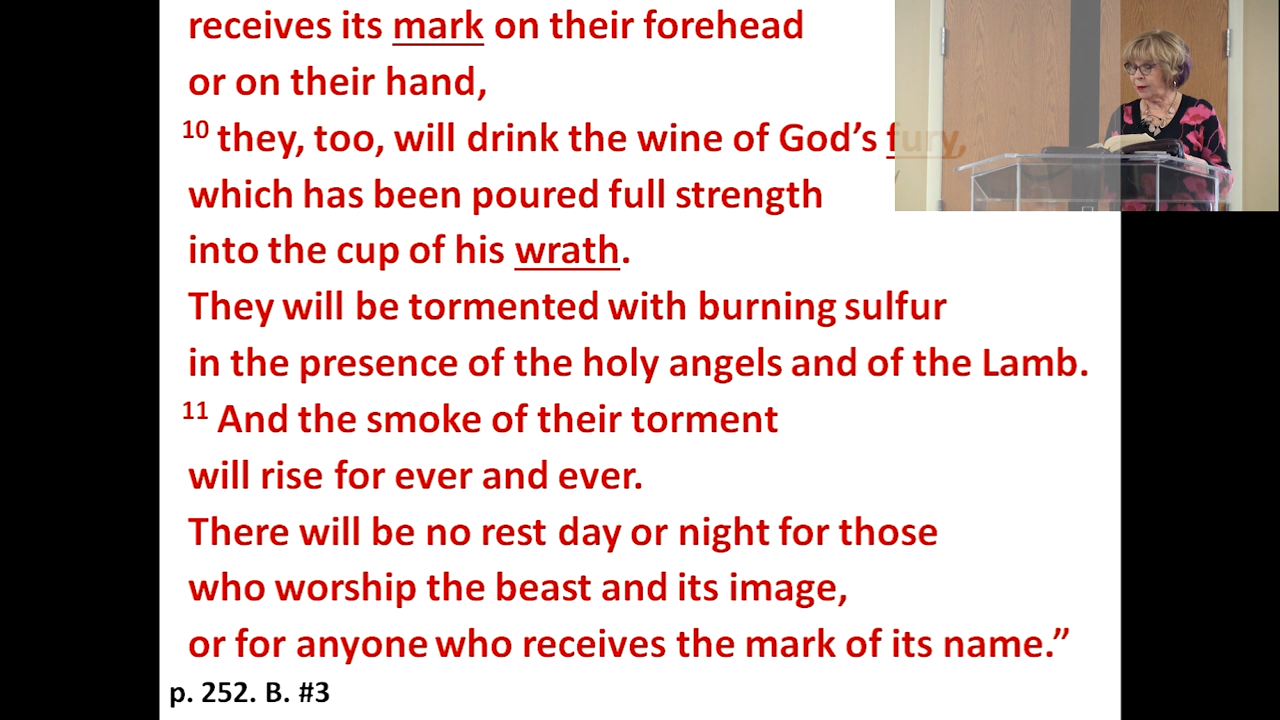 receives its mark on their forehead
or on their hand,
10 they, too, will drink the wine of God’s fury,
which has been poured full strength
into the cup of his wrath.
They will be tormented with burning sulfur
in the presence of the holy angels and of the Lamb.
11 And the smoke of their torment
will rise for ever and ever.
There will be no rest day or night for those
who worship the beast and its image,
or for anyone who receives the mark of its name.”
p. 252. B. #3